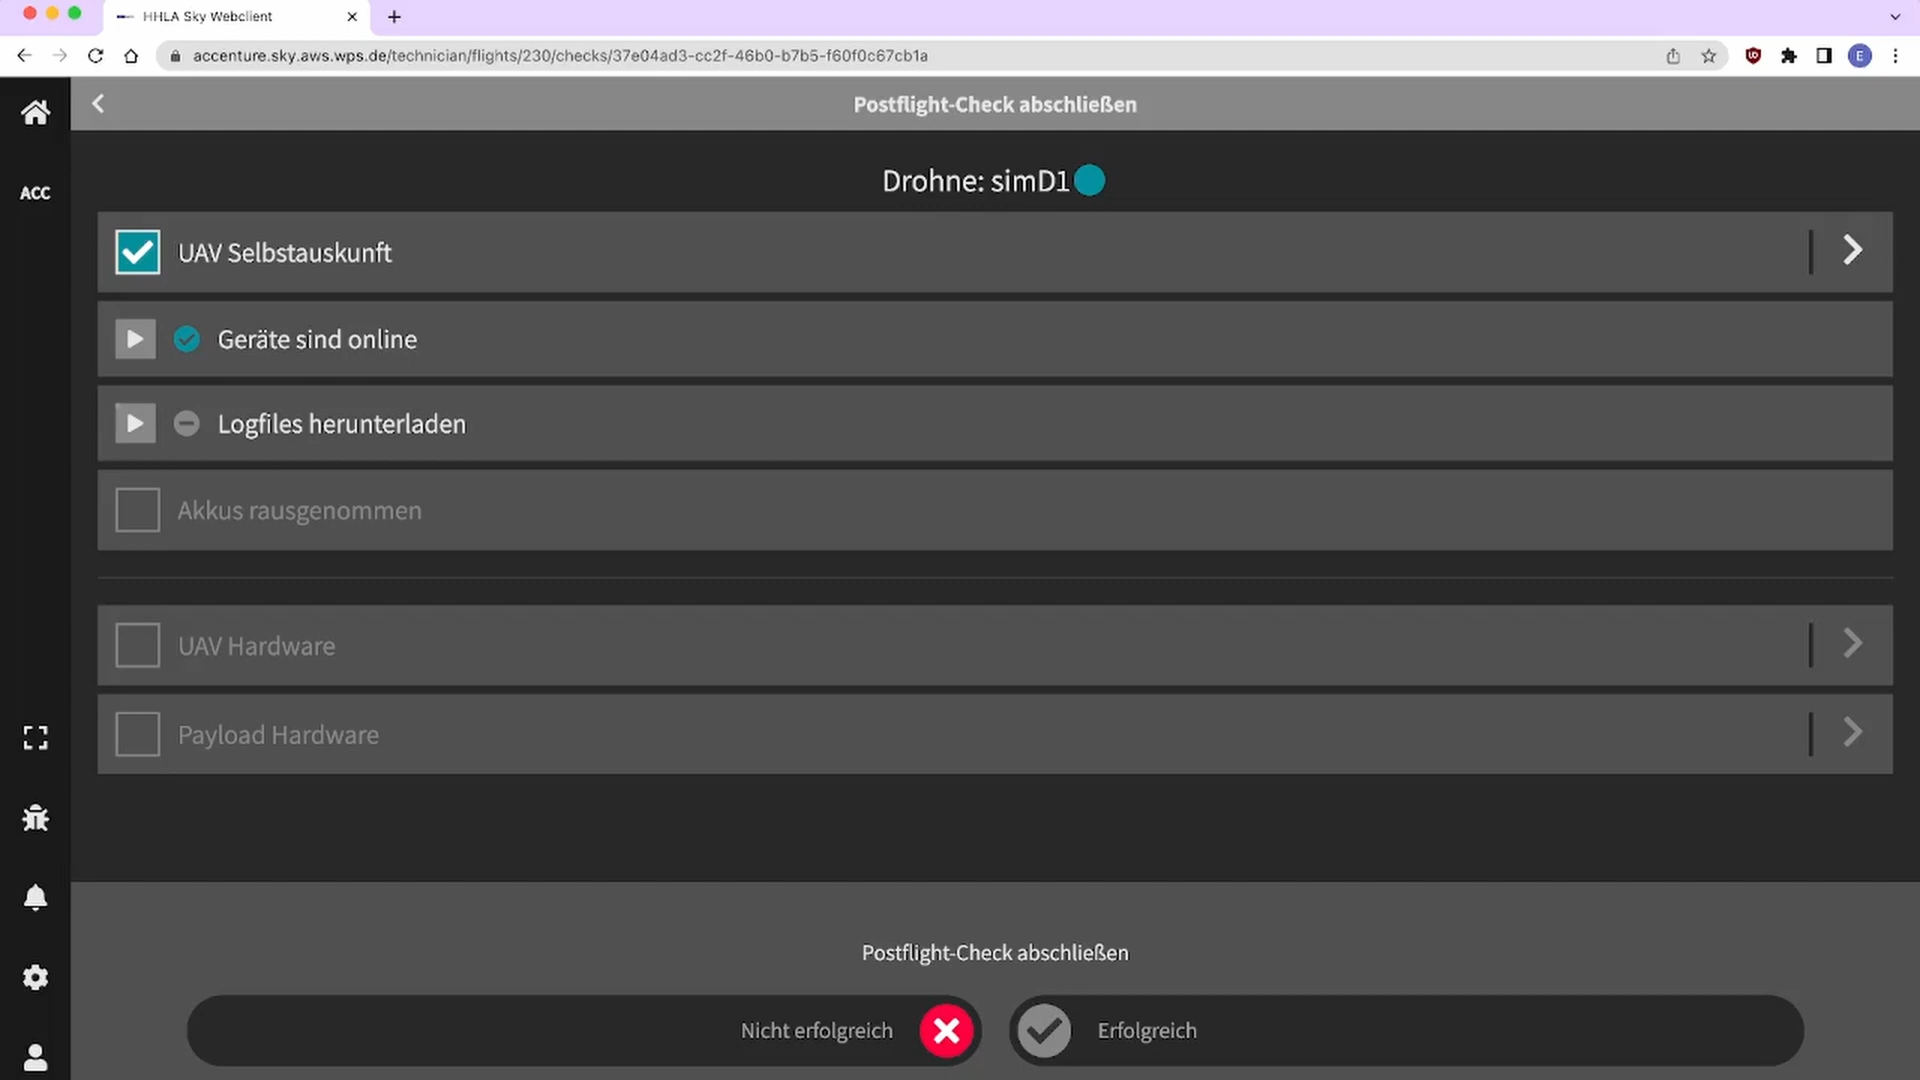 HHLA Sky Webclient
accenture.sky.aws.wps.de/technician/flights/230/checks/37e04ad3-cc2f-46b0-b7b5-f60f0c67cb1a
E
Postflight-Check abschließen
ACC
Drohne: simD1
UAV Selbstauskunft
Geräte sind online
Logfiles herunterladen
Akkus rausgenommen
UAV Hardware
Payload Hardware
Postflight-Check abschließen
Nicht erfolgreich
Erfolgreich